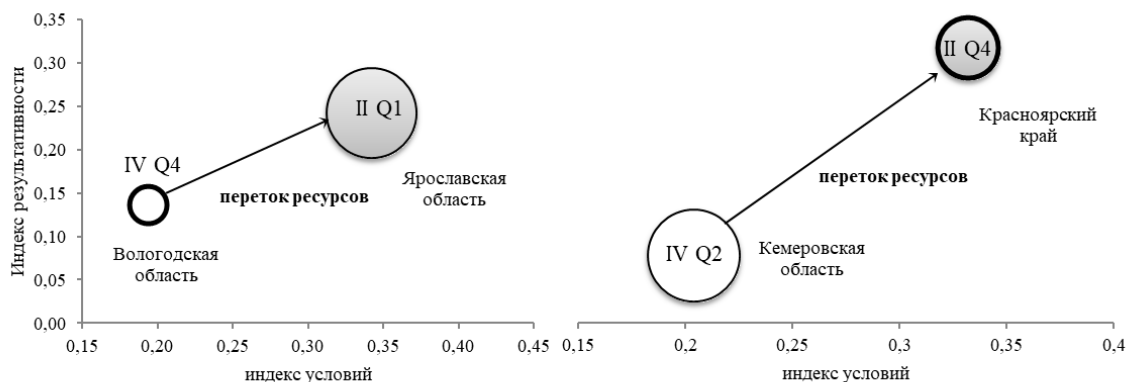 Индекс результативности
0,35
0,30
0,25
0,20
0,15
0,10
0,05
0,00
II Q1
IV Q4
Ярославская
область
переток ресурсов
Вологодская
область
0,15 0,20 0,25 0,30 0,35 0,40 0,45
индекс условий
II Q4
Красноярский
край
переток ресурсов
IV Q2
Кемеровская
область
0,15 0,2 0,25 0,3 0,35 0,4
индекс условий